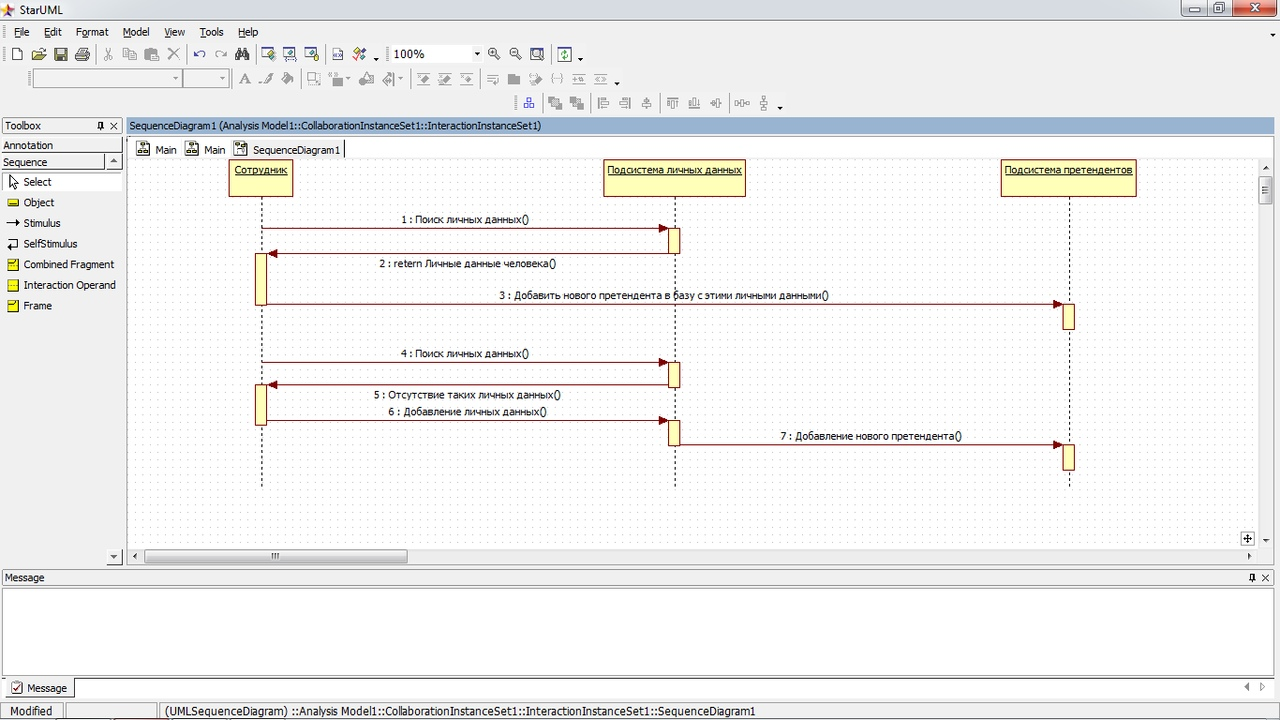 StarUML
File Edit Format Model View Tools Help
100%
Toolbox
SequenceDiagram1 (Analysis Model1::CollaborationInstanceSet1::InteractionInstanceSet1)
Annotation
Sequence
Main Main SequenceDiagram1
Select
Object
Stimulus
SelfStimulus
Combined Fragment
Interaction Operand
Frame
Сотрудник
Подсистема личных данных
Подсистема претендентов
1 : Поиск личных данных()
2 : retern Личные данные человека()
3 : Добавить нового претендента в базу с этими личными данными()
4 : Поиск личных данных()
5 : Отсутствие таких личных данных()
6 : Добавление личных данных()
7 : Добавление нового претендента()
Message
Message
Modified
(UMLSequenceDiagram) ::Analysis Model1::CollaborationInstanceSet1::InteractionInstanceSet1::SequenceDiagram1